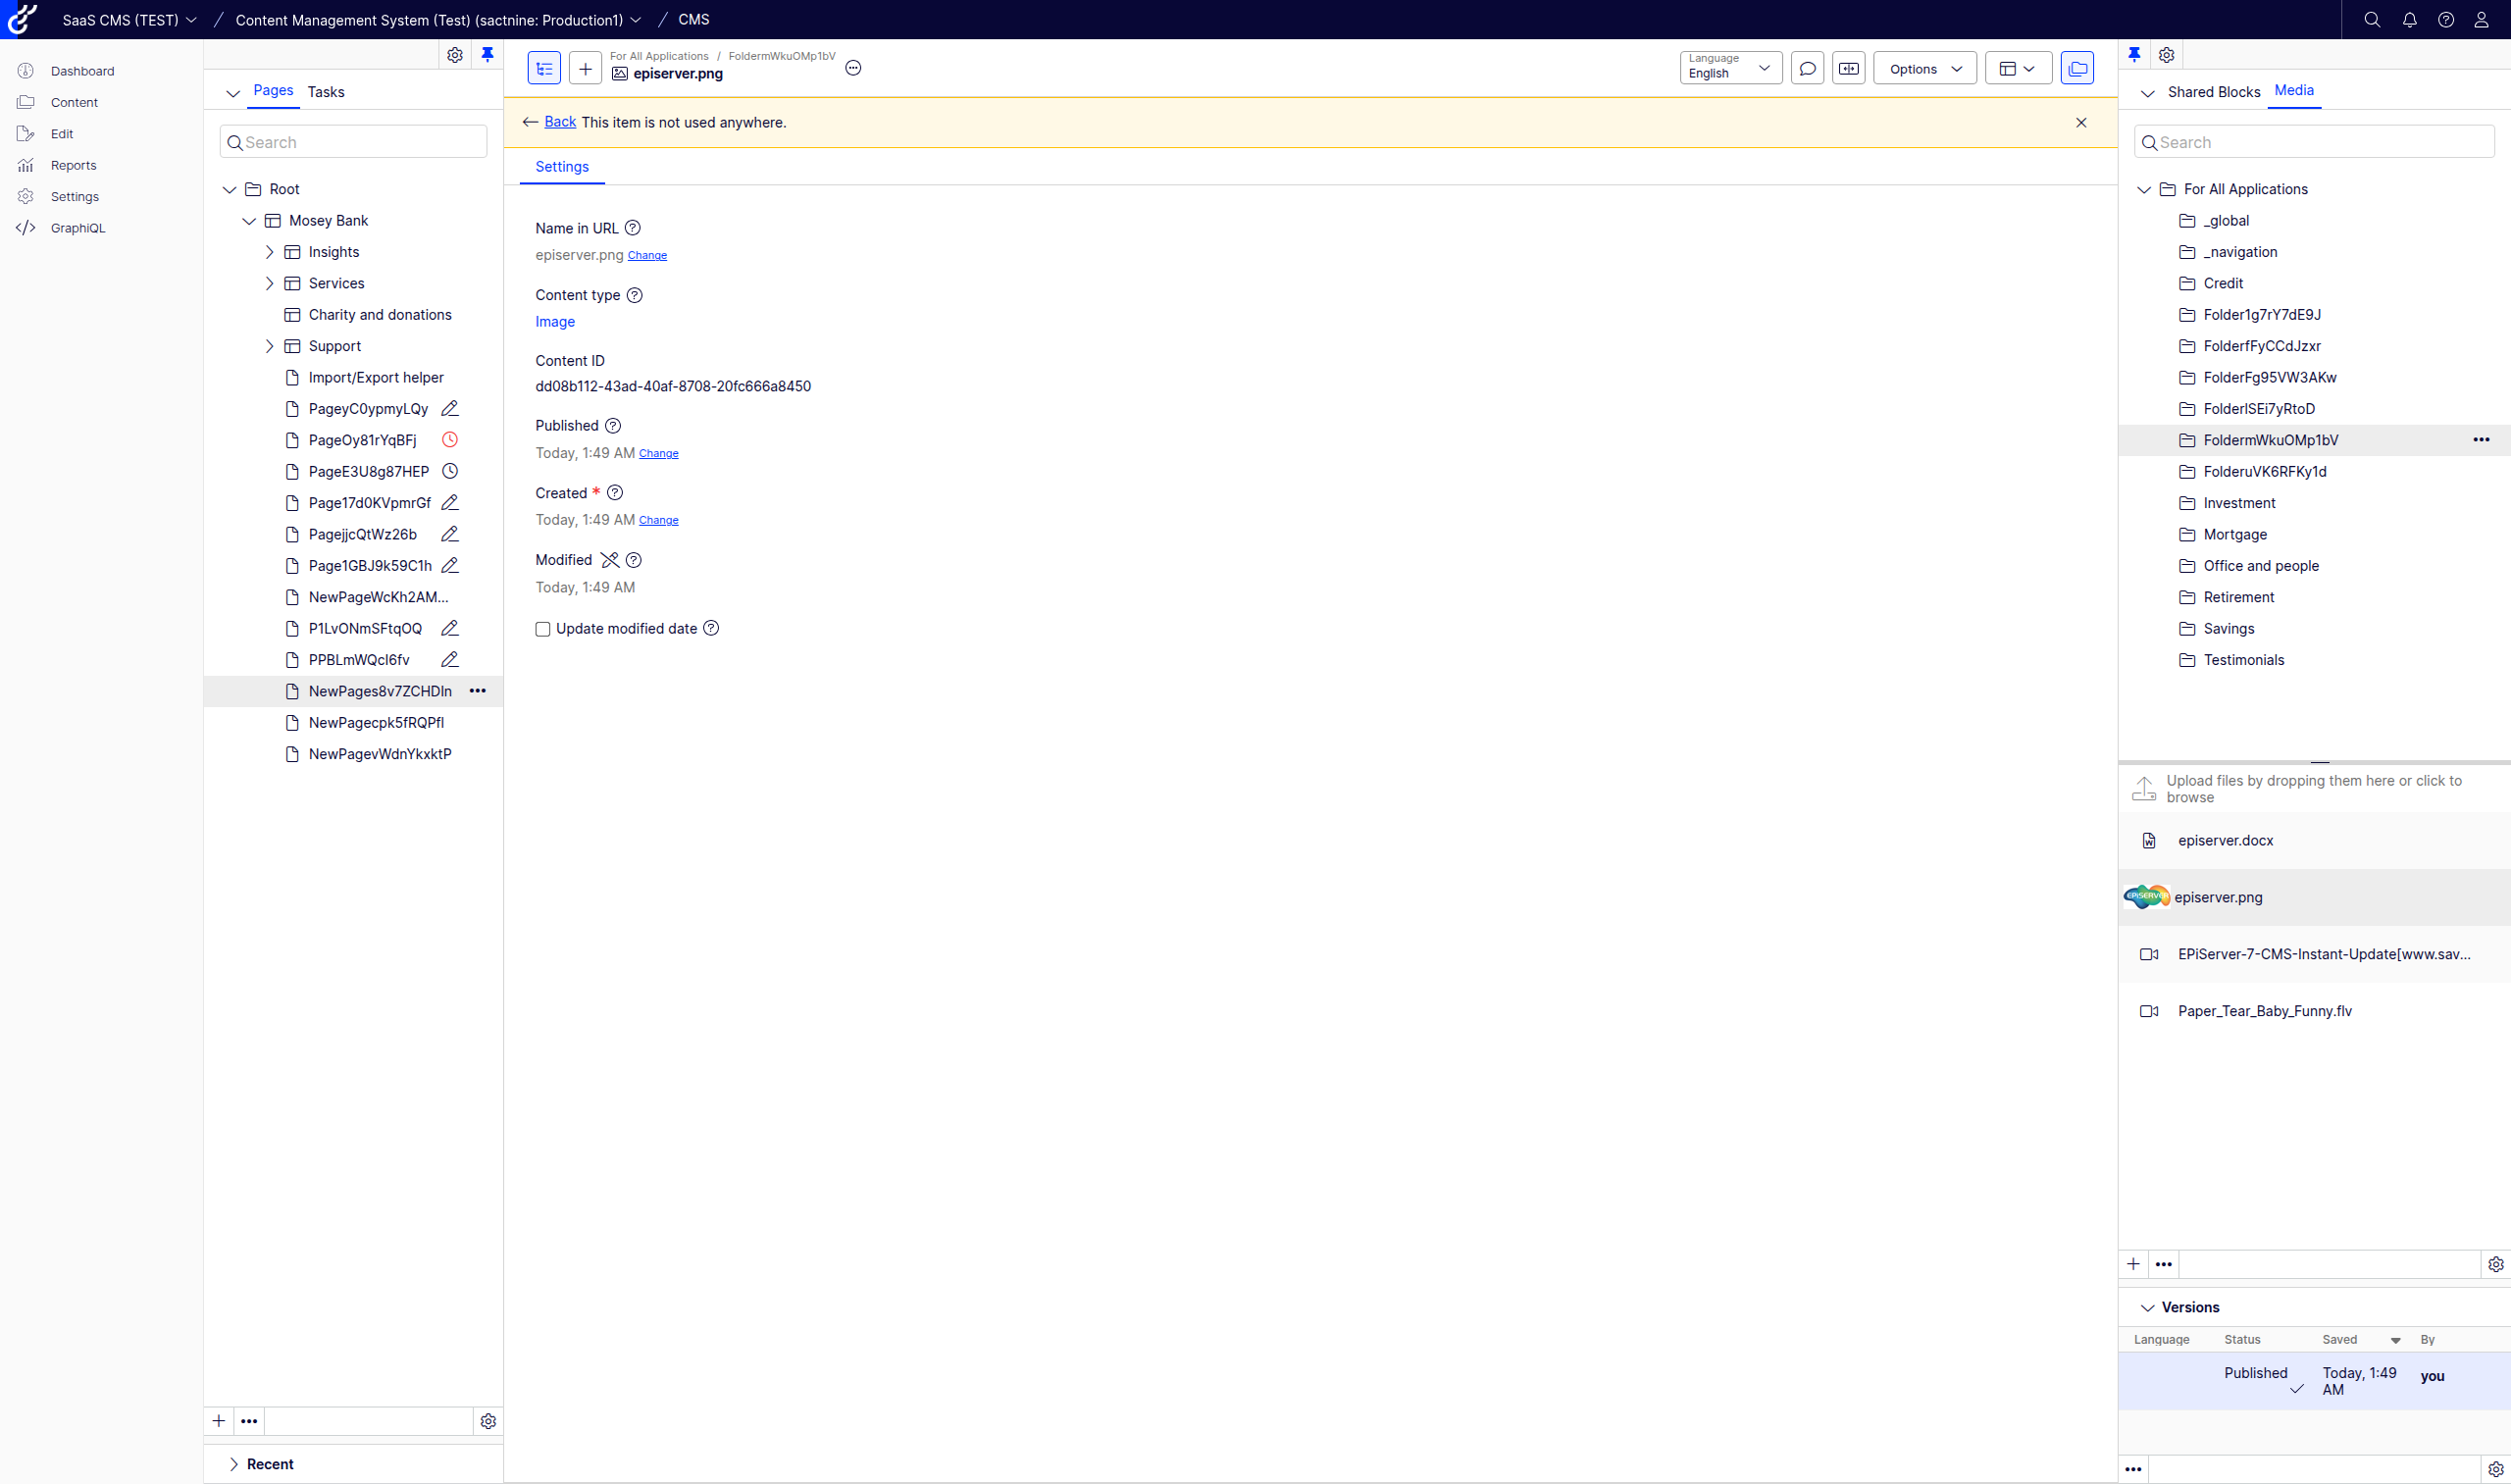 SaaS CMS (TEST) / Content Management System (Test) (sactnine: Production1) / CMS
Dashboard
Content
Edit
Reports
Settings
GraphiQL
Pages Tasks
Search
Root
Mosey Bank
Insights
Services
Charity and donations
Support
Import/Export helper
PageyC0ypmyLQy
PageOy81rYqBFj
PageE3U8g87HEP
Page17d0KVpmrGf
PagejjcQtWz26b
Page1GBJ9k59C1h
NewPageWcKh2AM...
P1LvONmSFtqOQ
PPBLmWQcI6fv
NewPages8v7ZCHDIn
NewPagecpk5fRQPfI
NewPagevWdnYkxktP
Recent
For All Applications / FoldermWkuOMp1bV
episerver.png
Language
English
Options
Back This item is not used anywhere.
Settings
Name in URL
episerver.png Change
Content type
Image
Content ID
dd08b112-43ad-40af-8708-20fc666a8450
Published
Today, 1:49 AM Change
Created *
Today, 1:49 AM Change
Modified
Today, 1:49 AM
Update modified date
Shared Blocks Media
Search
For All Applications
_global
_navigation
Credit
Folder1g7rY7dE9J
FolderfFyCCdJzxr
FolderFg95VW3AKw
FolderlSEi7yRtoD
FoldermWkuOMp1bV
FolderuVK6RFKy1d
Investment
Mortgage
Office and people
Retirement
Savings
Testimonials
Upload files by dropping them here or click to
browse
episerver.docx
EPISERVER episerver.png
EPiServer-7-CMS-Instant-Update[www.sav...
Paper_Tear_Baby_Funny.flv
Versions
Language Status Saved By
Published Today, 1:49 you
AM